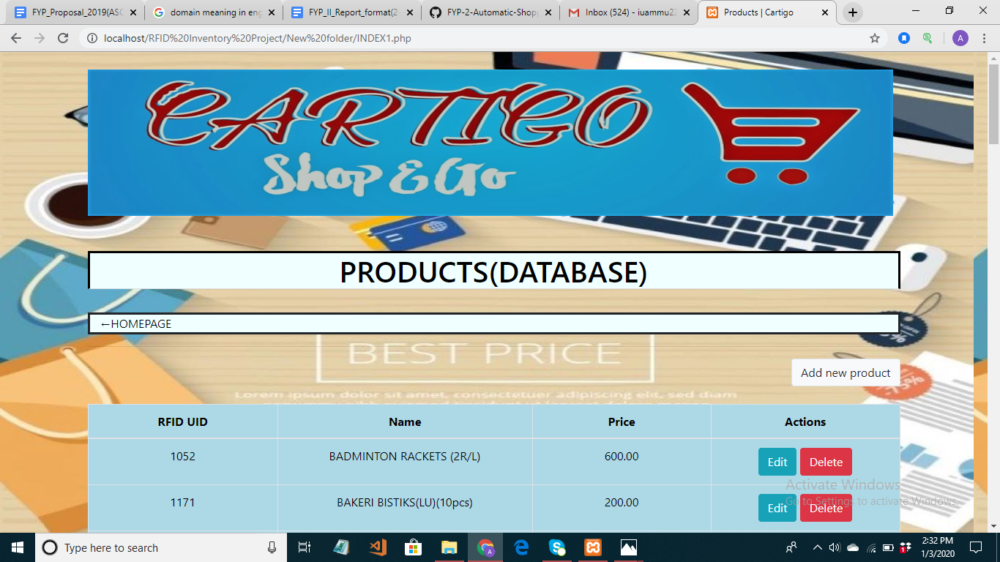 FYP_Proposal_2019(ASC
domain meaning in eng
FYP_II_Report_format(2-
FYP-2-Automatic-Shopp
Inbox (524) - iuammu22
Products | Cartigo
localhost/RFID%20Inventory%20Project/New%20folder/INDEX1.php
A
CARTIGO
Shop & Go
PRODUCTS(DATABASE)
←HOMEPAGE
BEST PRICE
Add new product
Lorem ipsum dolor sit amet, consectetuer adipiscing elit, sed diam
RFID UID Name Price Actions
1052 BADMINTON RACKETS (2R/L) 600.00 Edit Delete
1171 BAKERI BISTIKS(LU)(10pcs) 200.00 Edit Delete
Activate Windows
Go to Settings to activate Windows.
Type here to search
2:32 PM
1/3/2020